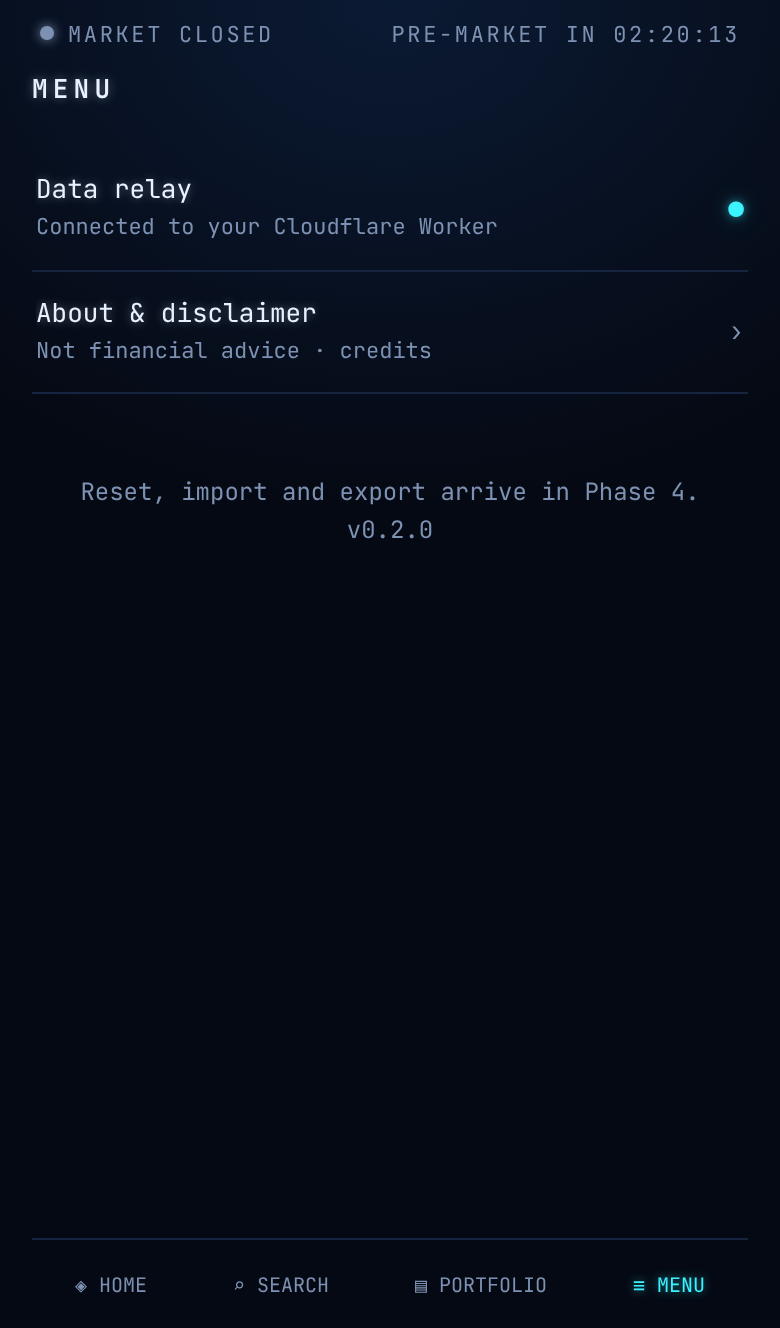 MARKET CLOSED PRE-MARKET IN 02:20:13
MENU
Data relay
Connected to your Cloudflare Worker
About & disclaimer
Not financial advice · credits
›
Reset, import and export arrive in Phase 4.
v0.2.0
◈ HOME ⌕ SEARCH ▤ PORTFOLIO ≡ MENU